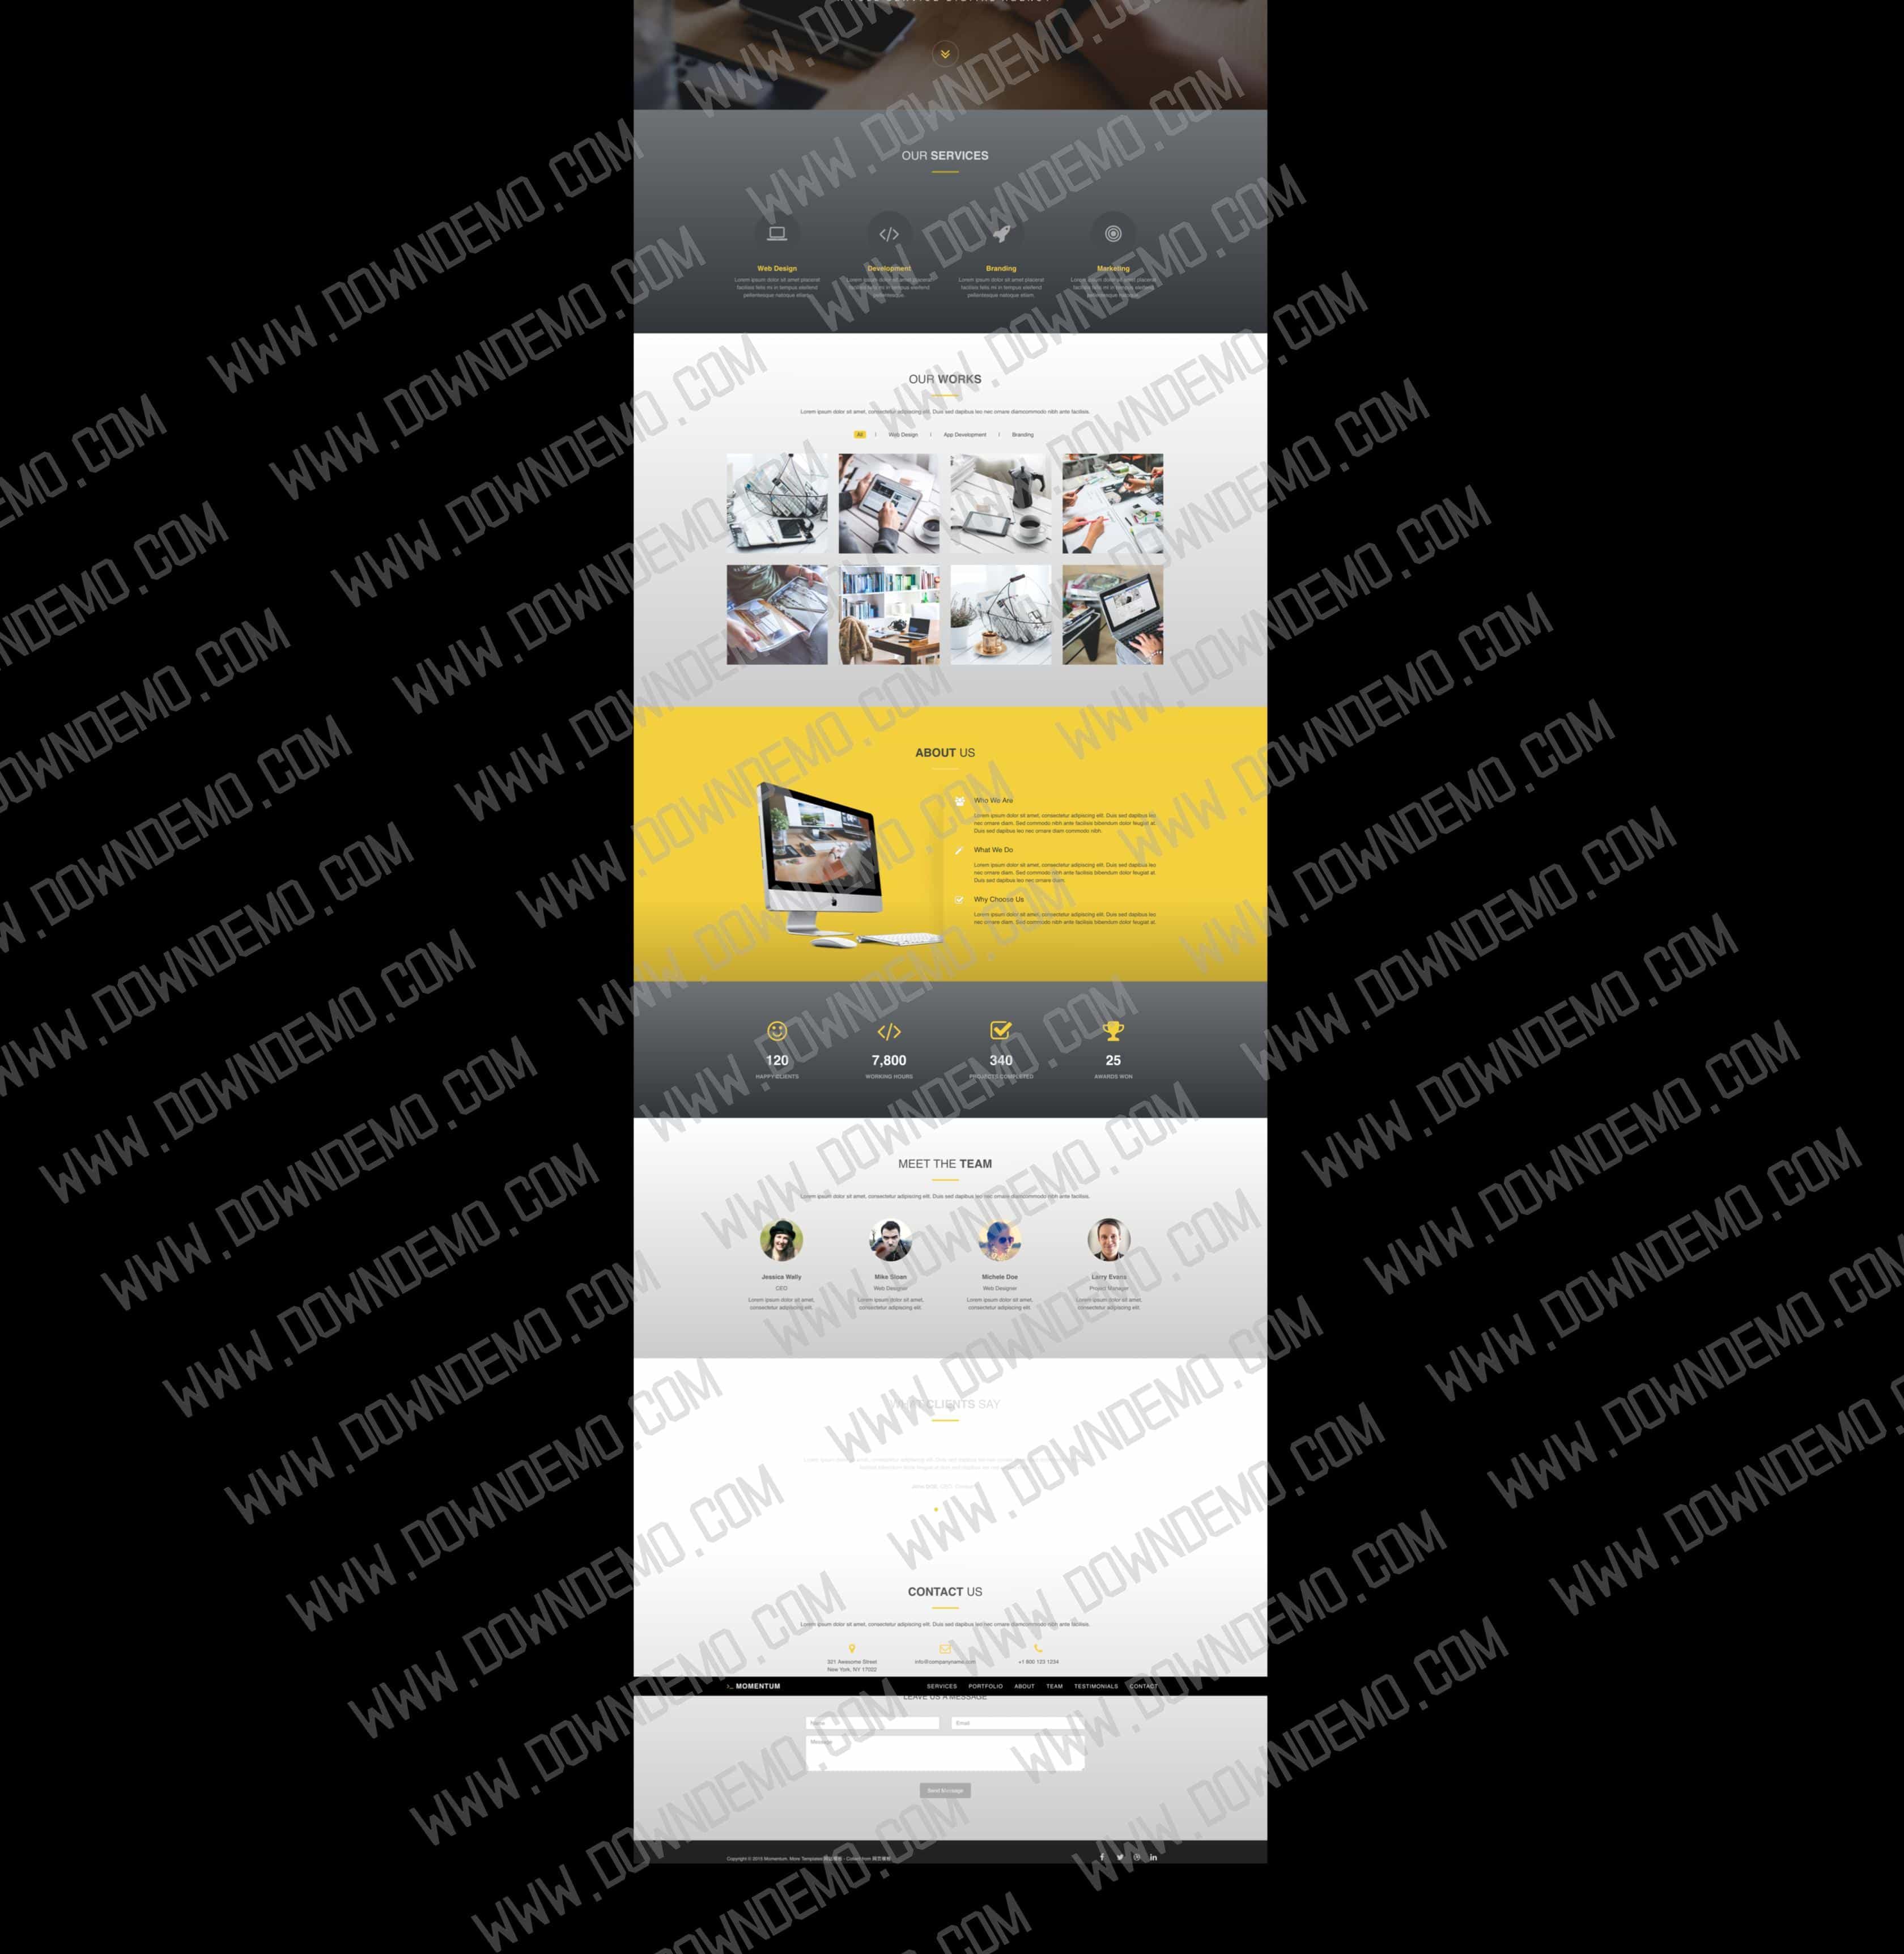 OUR SERVICES
Web Design
Development
Branding
Marketing
Lorem ipsum dolor sit amet placerat
facilisis felis mi in tempus eleifend
pellentesque natoque etiam.
Lorem ipsum dolor sit amet placerat
facilisis felis mi in tempus eleifend
pellentesque.
Lorem ipsum dolor sit amet placerat
facilisis felis mi in tempus eleifend
pellentesque natoque etiam.
Lorem ipsum dolor sit amet placerat
facilisis felis mi in tempus eleifend
pellentesque natoque.
OUR WORKS
Lorem ipsum dolor sit amet, consectetur adipiscing elit. Duis sed dapibus leo nec ornare diamcommodo nibh ante facilisis.
All | Web Design | App Development | Branding
ABOUT US
Who We Are
Lorem ipsum dolor sit amet, consectetur adipiscing elit. Duis sed dapibus leo
nec ornare diam. Sed commodo nibh ante facilisis bibendum dolor feugiat at.
Duis sed dapibus leo nec ornare diam commodo nibh.
What We Do
Lorem ipsum dolor sit amet, consectetur adipiscing elit. Duis sed dapibus leo
nec ornare diam. Sed commodo nibh ante facilisis bibendum dolor feugiat at.
Duis sed dapibus leo nec ornare diam.
Why Choose Us
Lorem ipsum dolor sit amet, consectetur adipiscing elit. Duis sed dapibus leo
nec ornare diam. Sed commodo nibh ante facilisis bibendum dolor feugiat at.
120
7,800
340
25
HAPPY CLIENTS
WORKING HOURS
PROJECTS COMPLETED
AWARDS WON
MEET THE TEAM
Lorem ipsum dolor sit amet, consectetur adipiscing elit. Duis sed dapibus leo nec ornare diamcommodo nibh ante facilisis.
Jessica Wally
CEO
Lorem ipsum dolor sit amet,
consectetur adipiscing elit.
Mike Sloan
Web Designer
Lorem ipsum dolor sit amet,
consectetur adipiscing elit.
Michele Doe
Web Designer
Lorem ipsum dolor sit amet,
consectetur adipiscing elit.
Larry Evans
Project Manager
Lorem ipsum dolor sit amet,
consectetur adipiscing elit.
WHAT CLIENTS SAY
CONTACT US
Lorem ipsum dolor sit amet, consectetur adipiscing elit. Duis sed dapibus leo nec ornare diamcommodo nibh ante facilisis.
321 Awesome Street
New York, NY 17022
info@companyname.com
+1 800 123 1234
>_ MOMENTUM
SERVICES PORTFOLIO ABOUT TEAM TESTIMONIALS CONTACT
LEAVE US A MESSAGE
Name
Email
Message
Send Message
Copyright © 2015 Momentum. More Templates - Collect from
WWW.DOWNDEMO.COM